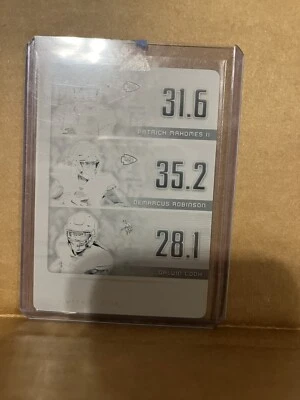 31.6
PATRICK MAHOMES II
35.2
DEMARCUS ROBINSON
28.1
DALVIN COOK